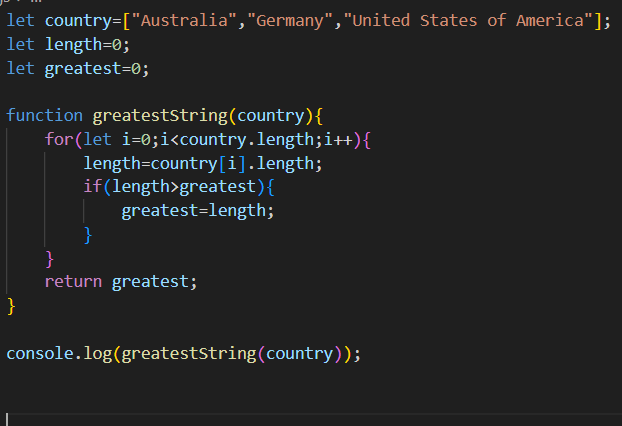 let country=["Australia","Germany","United States of America"];
let length=0;
let greatest=0;
function greatestString(country){
    for(let i=0;i<country.length;i++){
        length=country[i].length;
        if(length>greatest){
            greatest=length;
        }
    }
    return greatest;
}
console.log(greatestString(country));